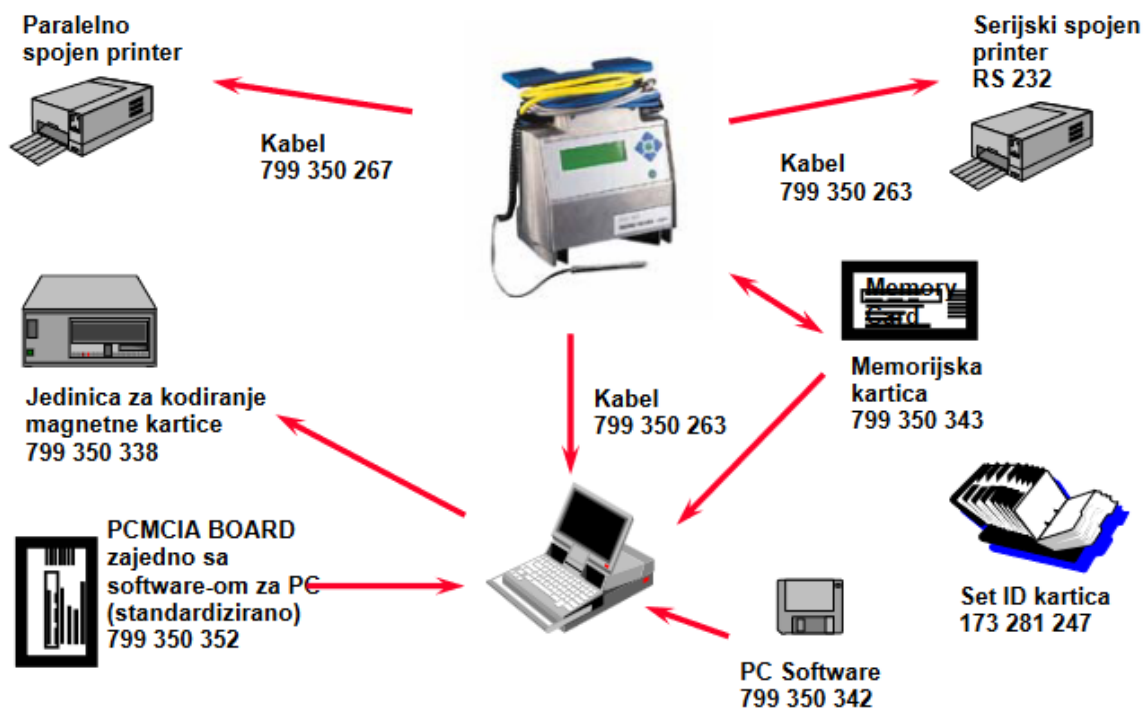 Paralelno
spojen printer
Serijski spojen
printer
RS 232
Kabel
799 350 267
Kabel
799 350 263
Memory
Card
Jedinica za kodiranje
magnetne kartice
799 350 338
Kabel
799 350 263
Memorijska
kartica
799 350 343
PCMCIA BOARD
zajedno sa
software-om za PC
(standardizirano)
799 350 352
Set ID kartica
173 281 247
PC Software
799 350 342